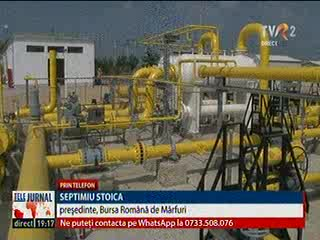 TVR2
DIRECT
PRIN TELEFON
SEPTIMIU STOICA
TELE JURNAL
președinte, Bursa Română de Mărfuri
direct 19:17 Ne puteți contacta pe WhatsApp la 0733.508.076